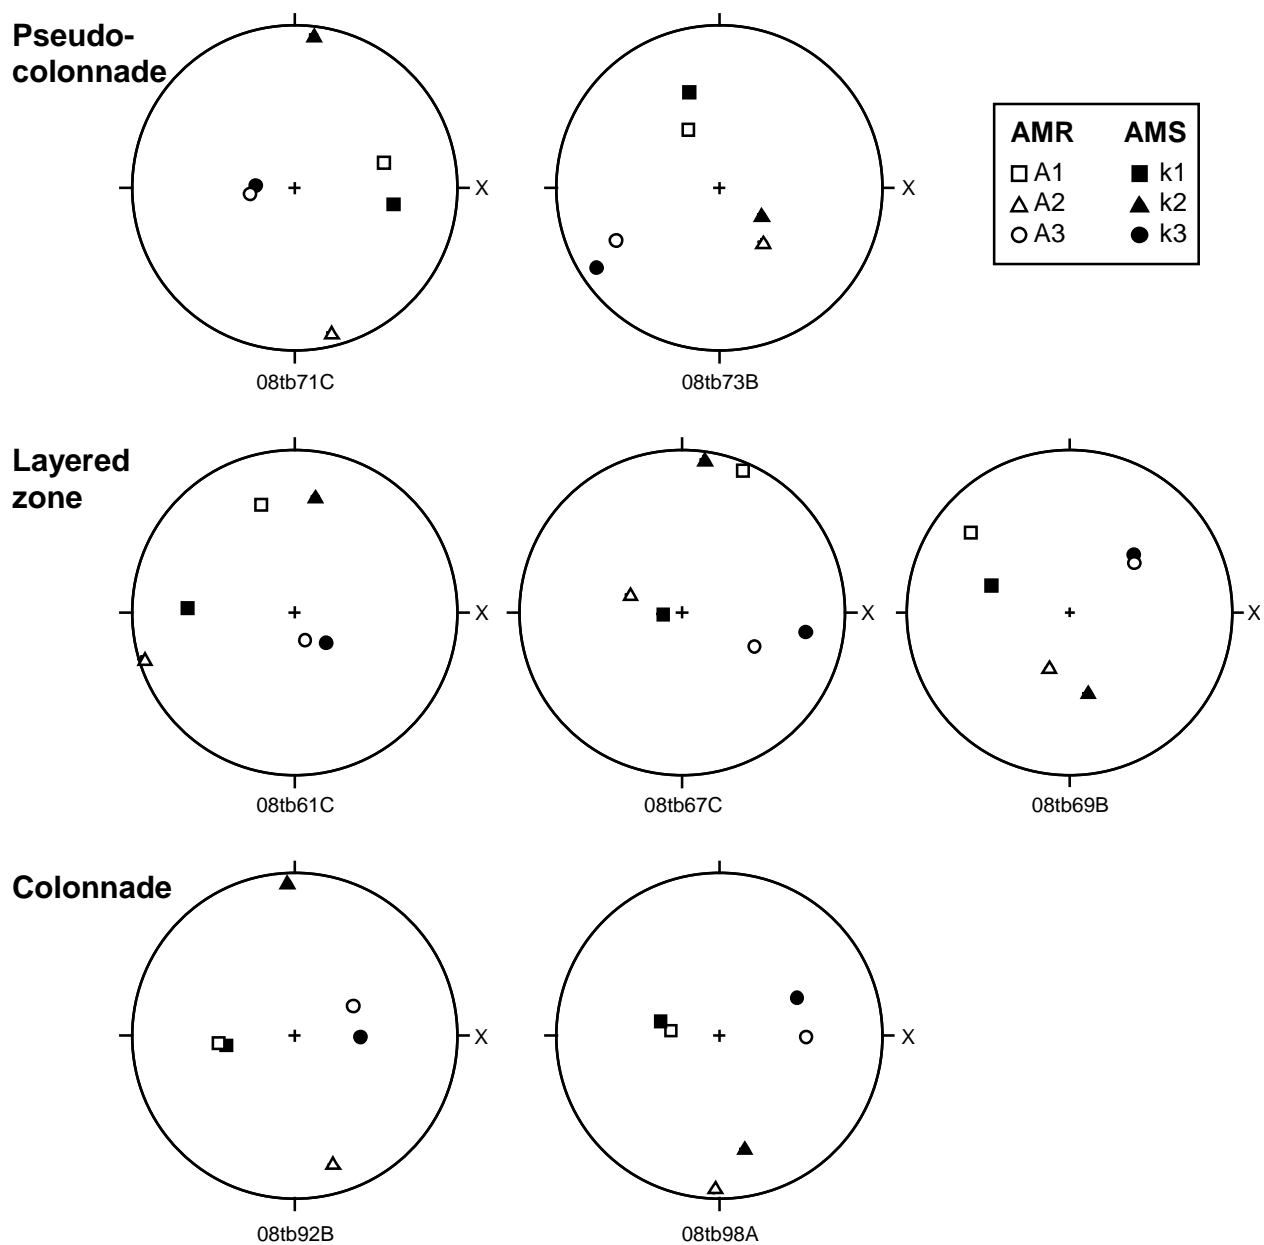 Pseudo-
colonnade
X
08tb71C
X
08tb73B
AMR AMS
A1 k1
A2 k2
A3 k3
Layered
zone
X
08tb61C
X
08tb67C
X
08tb69B
Colonnade
X
08tb92B
X
08tb98A